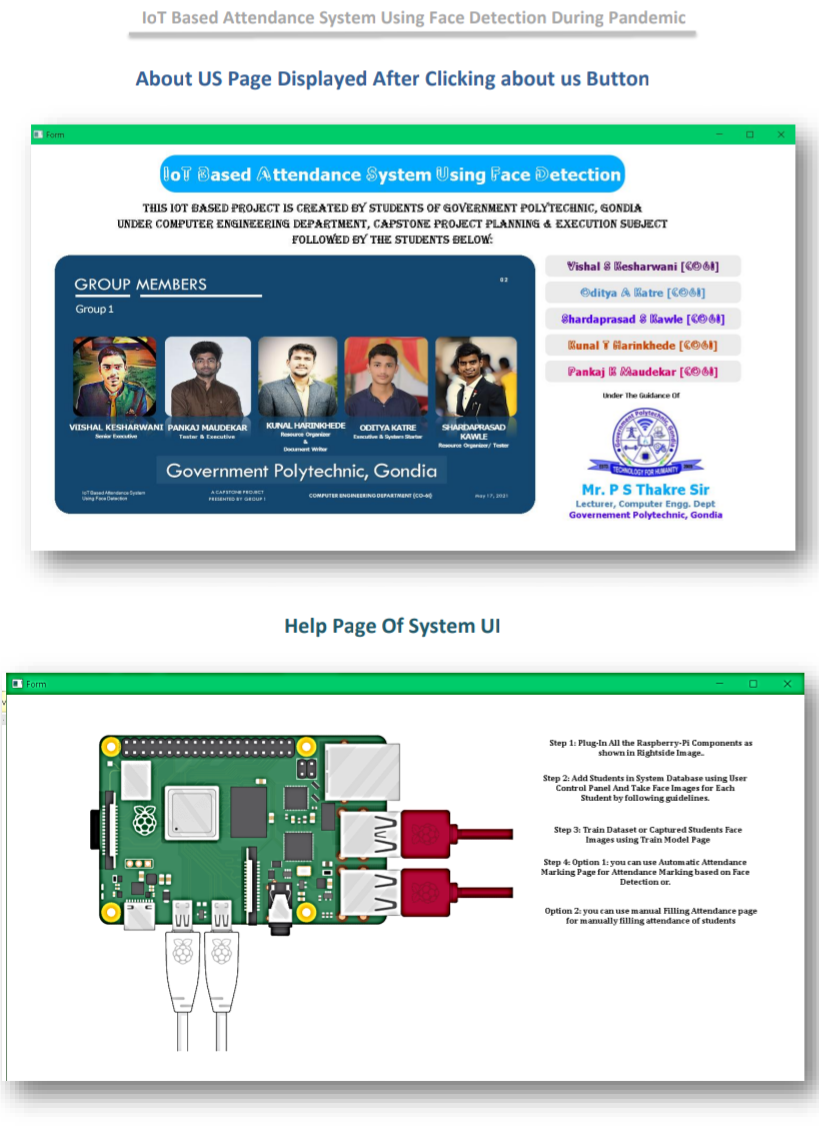 IoT Based Attendance System Using Face Detection During Pandemic
About US Page Displayed After Clicking about us Button
Form
IoT Based Attendance System Using Face Detection
THIS IOT BASED PROJECT IS CREATED BY STUDENTS OF GOVERNMENT POLYTECHNIC, GONDIA
UNDER COMPUTER ENGINEERING DEPARTMENT, CAPSTONE PROJECT PLANNING & EXECUTION SUBJECT
FOLLOWED BY THE STUDENTS BELOW:
GROUP MEMBERS
02
Group 1
VIISHAL KESHARWANI
Senior Executive
PANKAJ MAUDEKAR
Tester & Executive
KUNAL HARINKHEDE
Resource Organizer
&
Document Writer
ODITYA KATRE
Executive & System Starter
SHARDAPRASAD
KAWLE
Resource Organizer/ Tester
Government Polytechnic, Gondia
IoT Based Attendance System
Using Face Detection
A CAPSTONE PROJECT
PRESENTED BY GROUP 1
COMPUTER ENGINEERING DEPARTMENT (CO-6I)
May 17, 2021
Vishal S Kesharwani [CO6I]
Oditya A Katre [CO6I]
Shardaprasad S Kawle [CO6I]
Kunal Y Harinkhede [CO6I]
Pankaj K Maudekar [CO6I]
Under The Guidance Of
Government Polytechnic, Gondia
TECHNOLOGY FOR HUMANITY
Mr. P S Thakre Sir
Lecturer, Computer Engg. Dept
Governement Polytechnic, Gondia
Help Page Of System UI
Form
Step 1: Plug-In All the Raspberry-Pi Components as
shown in Rightside Image..
Step 2: Add Students in System Database using User
Control Panel And Take Face Images for Each
Student by following guidelines.
Step 3: Train Dataset or Captured Students Face
Images using Train Model Page
Step 4: Option 1: you can use Automatic Attendance
Marking Page for Attendance Marking based on Face
Detection or.
Option 2: you can use manual Filling Attendance page
for manually filling attendance of students